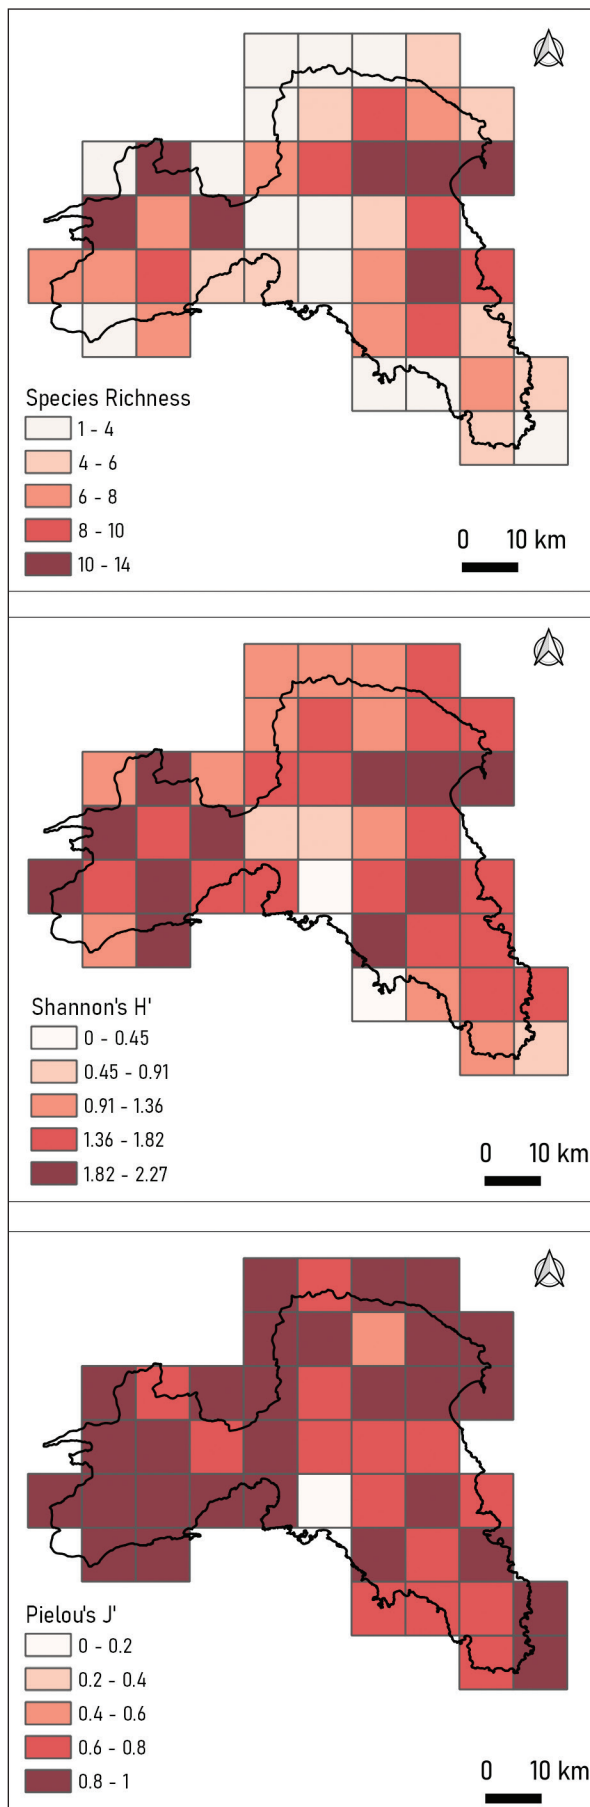 Species Richness
1 - 4
4 - 6
6 - 8
8 - 10
10 - 14
0 10 km
Shannon's H'
0 - 0.45
0.45 - 0.91
0.91 - 1.36
1.36 - 1.82
1.82 - 2.27
0 10 km
Pielou's J'
0 - 0.2
0.2 - 0.4
0.4 - 0.6
0.6 - 0.8
0.8 - 1
0 10 km